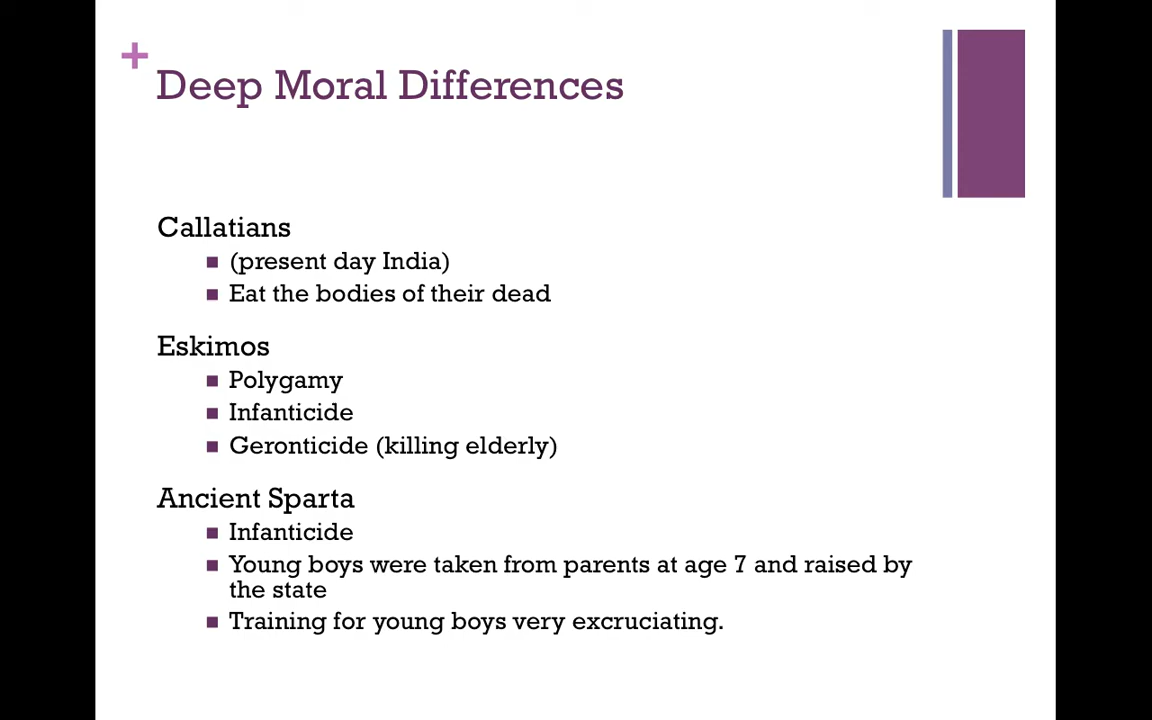 +
Deep Moral Differences
Callatians
■ (present day India)
■ Eat the bodies of their dead
Eskimos
■ Polygamy
■ Infanticide
■ Geronticide (killing elderly)
Ancient Sparta
■ Infanticide
■ Young boys were taken from parents at age 7 and raised by
the state
■ Training for young boys very excruciating.